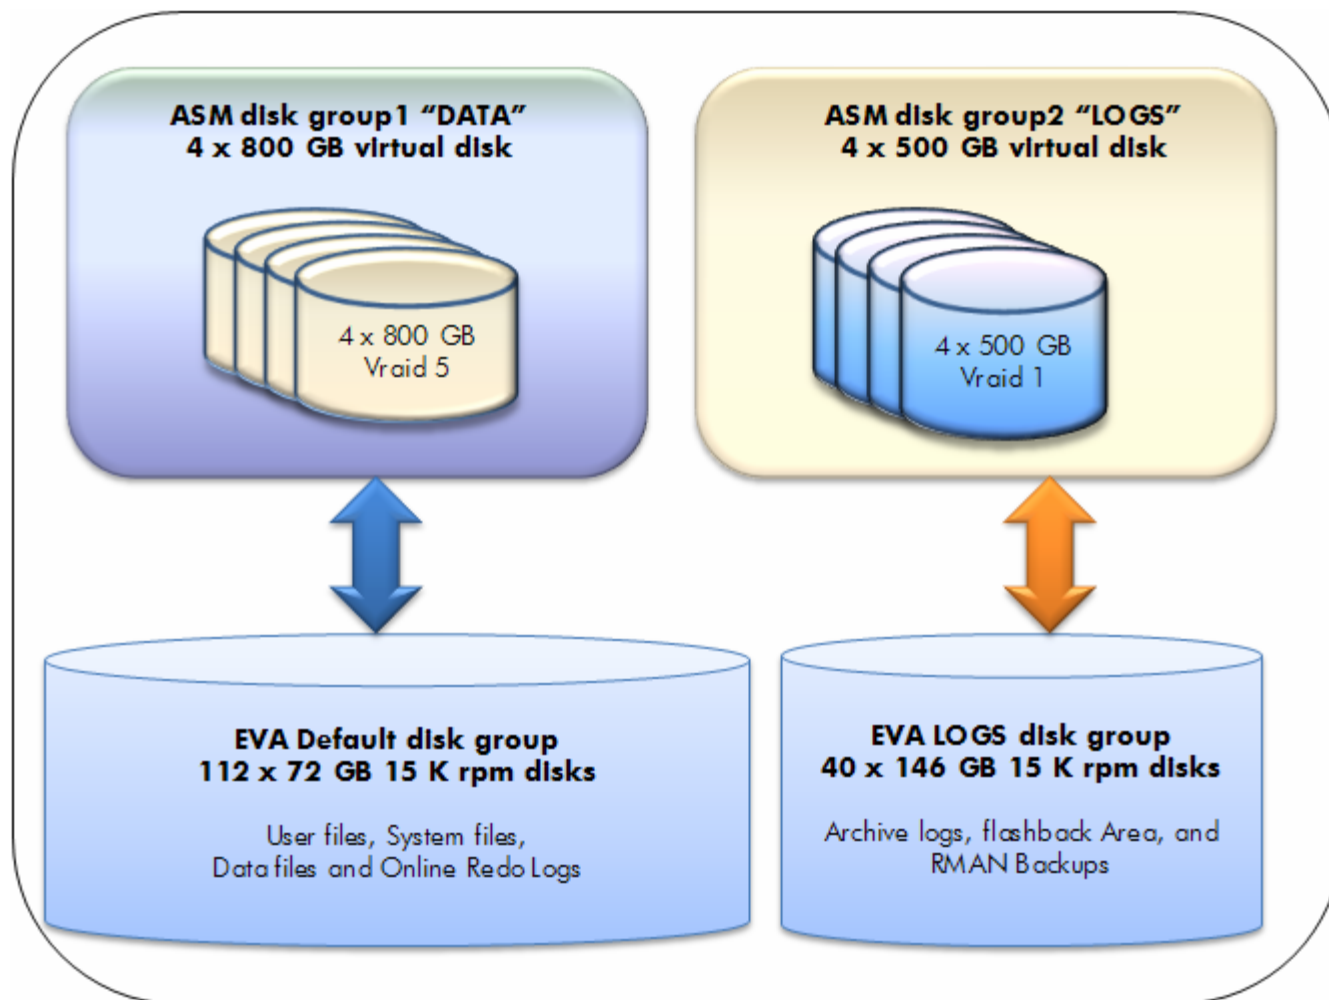 ASM disk group1 “DATA”
4 x 800 GB virtual disk
4 x 800 GB
Vraid 5
ASM disk group2 “LOGS”
4 x 500 GB virtual disk
4 x 500 GB
Vraid 1
EVA Default disk group
112 x 72 GB 15 K rpm disks
User files, System files,
Data files and Online Redo Logs
EVA LOGS disk group
40 x 146 GB 15 K rpm disks
Archive logs, flashback Area, and
RMAN Backups